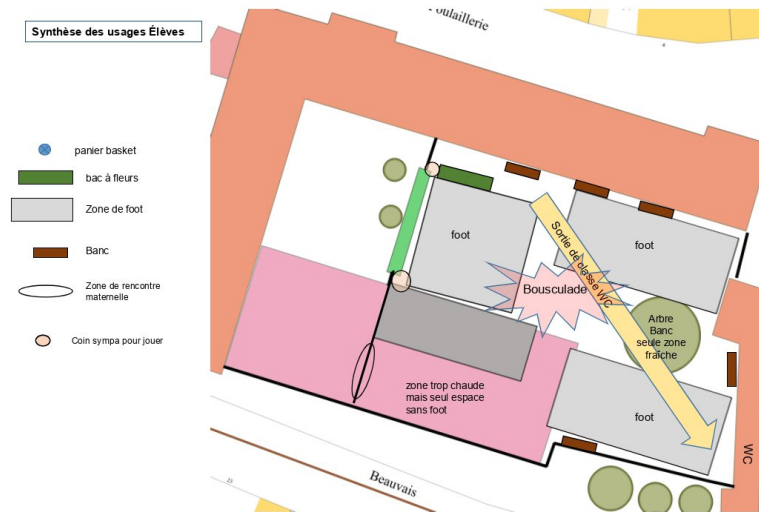 Synthèse des usages Élèves
panier basket
bac à fleurs
Zone de foot
Banc
Zone de rencontre
maternelle
Coin sympa pour jouer
oulaillerie
4
foot
foot
Sortie de classe WC
Bousculade
Arbre
Banc
seule zone
fraîche
zone trop chaude
mais seul espace
sans foot
foot
WC
Beauvais